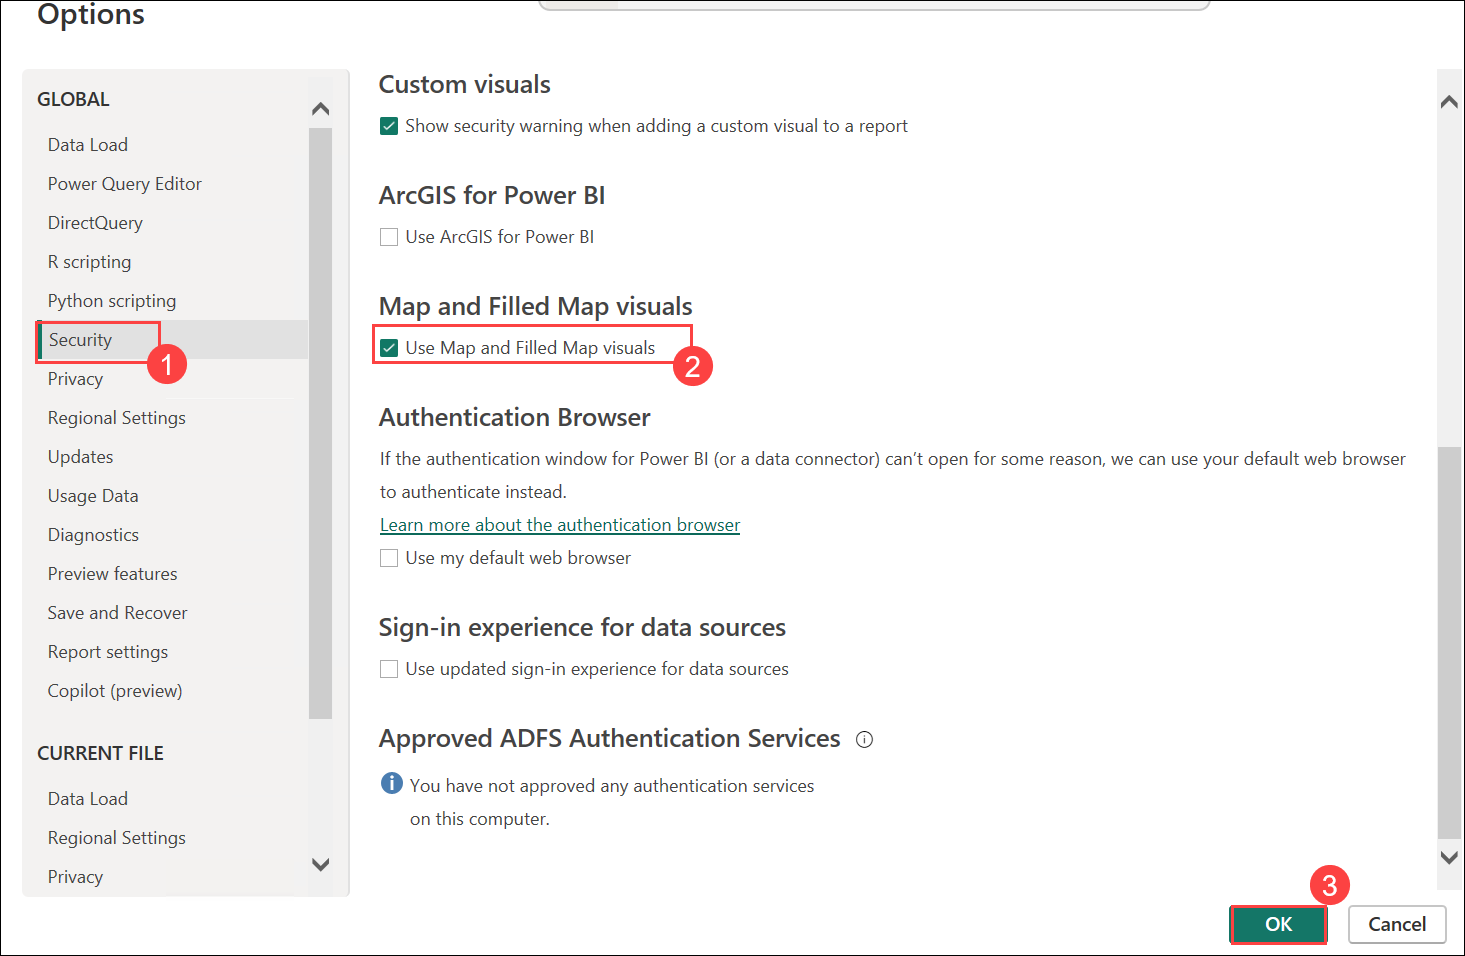 Options
GLOBAL
Data Load
Power Query Editor
DirectQuery
R scripting
Python scripting
Security
1
Privacy
Regional Settings
Updates
Usage Data
Diagnostics
Preview features
Save and Recover
Report settings
Copilot (preview)
CURRENT FILE
Data Load
Regional Settings
Privacy
Custom visuals
Show security warning when adding a custom visual to a report
ArcGIS for Power BI
Use ArcGIS for Power BI
Map and Filled Map visuals
Use Map and Filled Map visuals
2
Authentication Browser
If the authentication window for Power BI (or a data connector) can't open for some reason, we can use your default web browser
to authenticate instead.
Learn more about the authentication browser
Use my default web browser
Sign-in experience for data sources
Use updated sign-in experience for data sources
Approved ADFS Authentication Services
You have not approved any authentication services
on this computer.
3
OK
Cancel